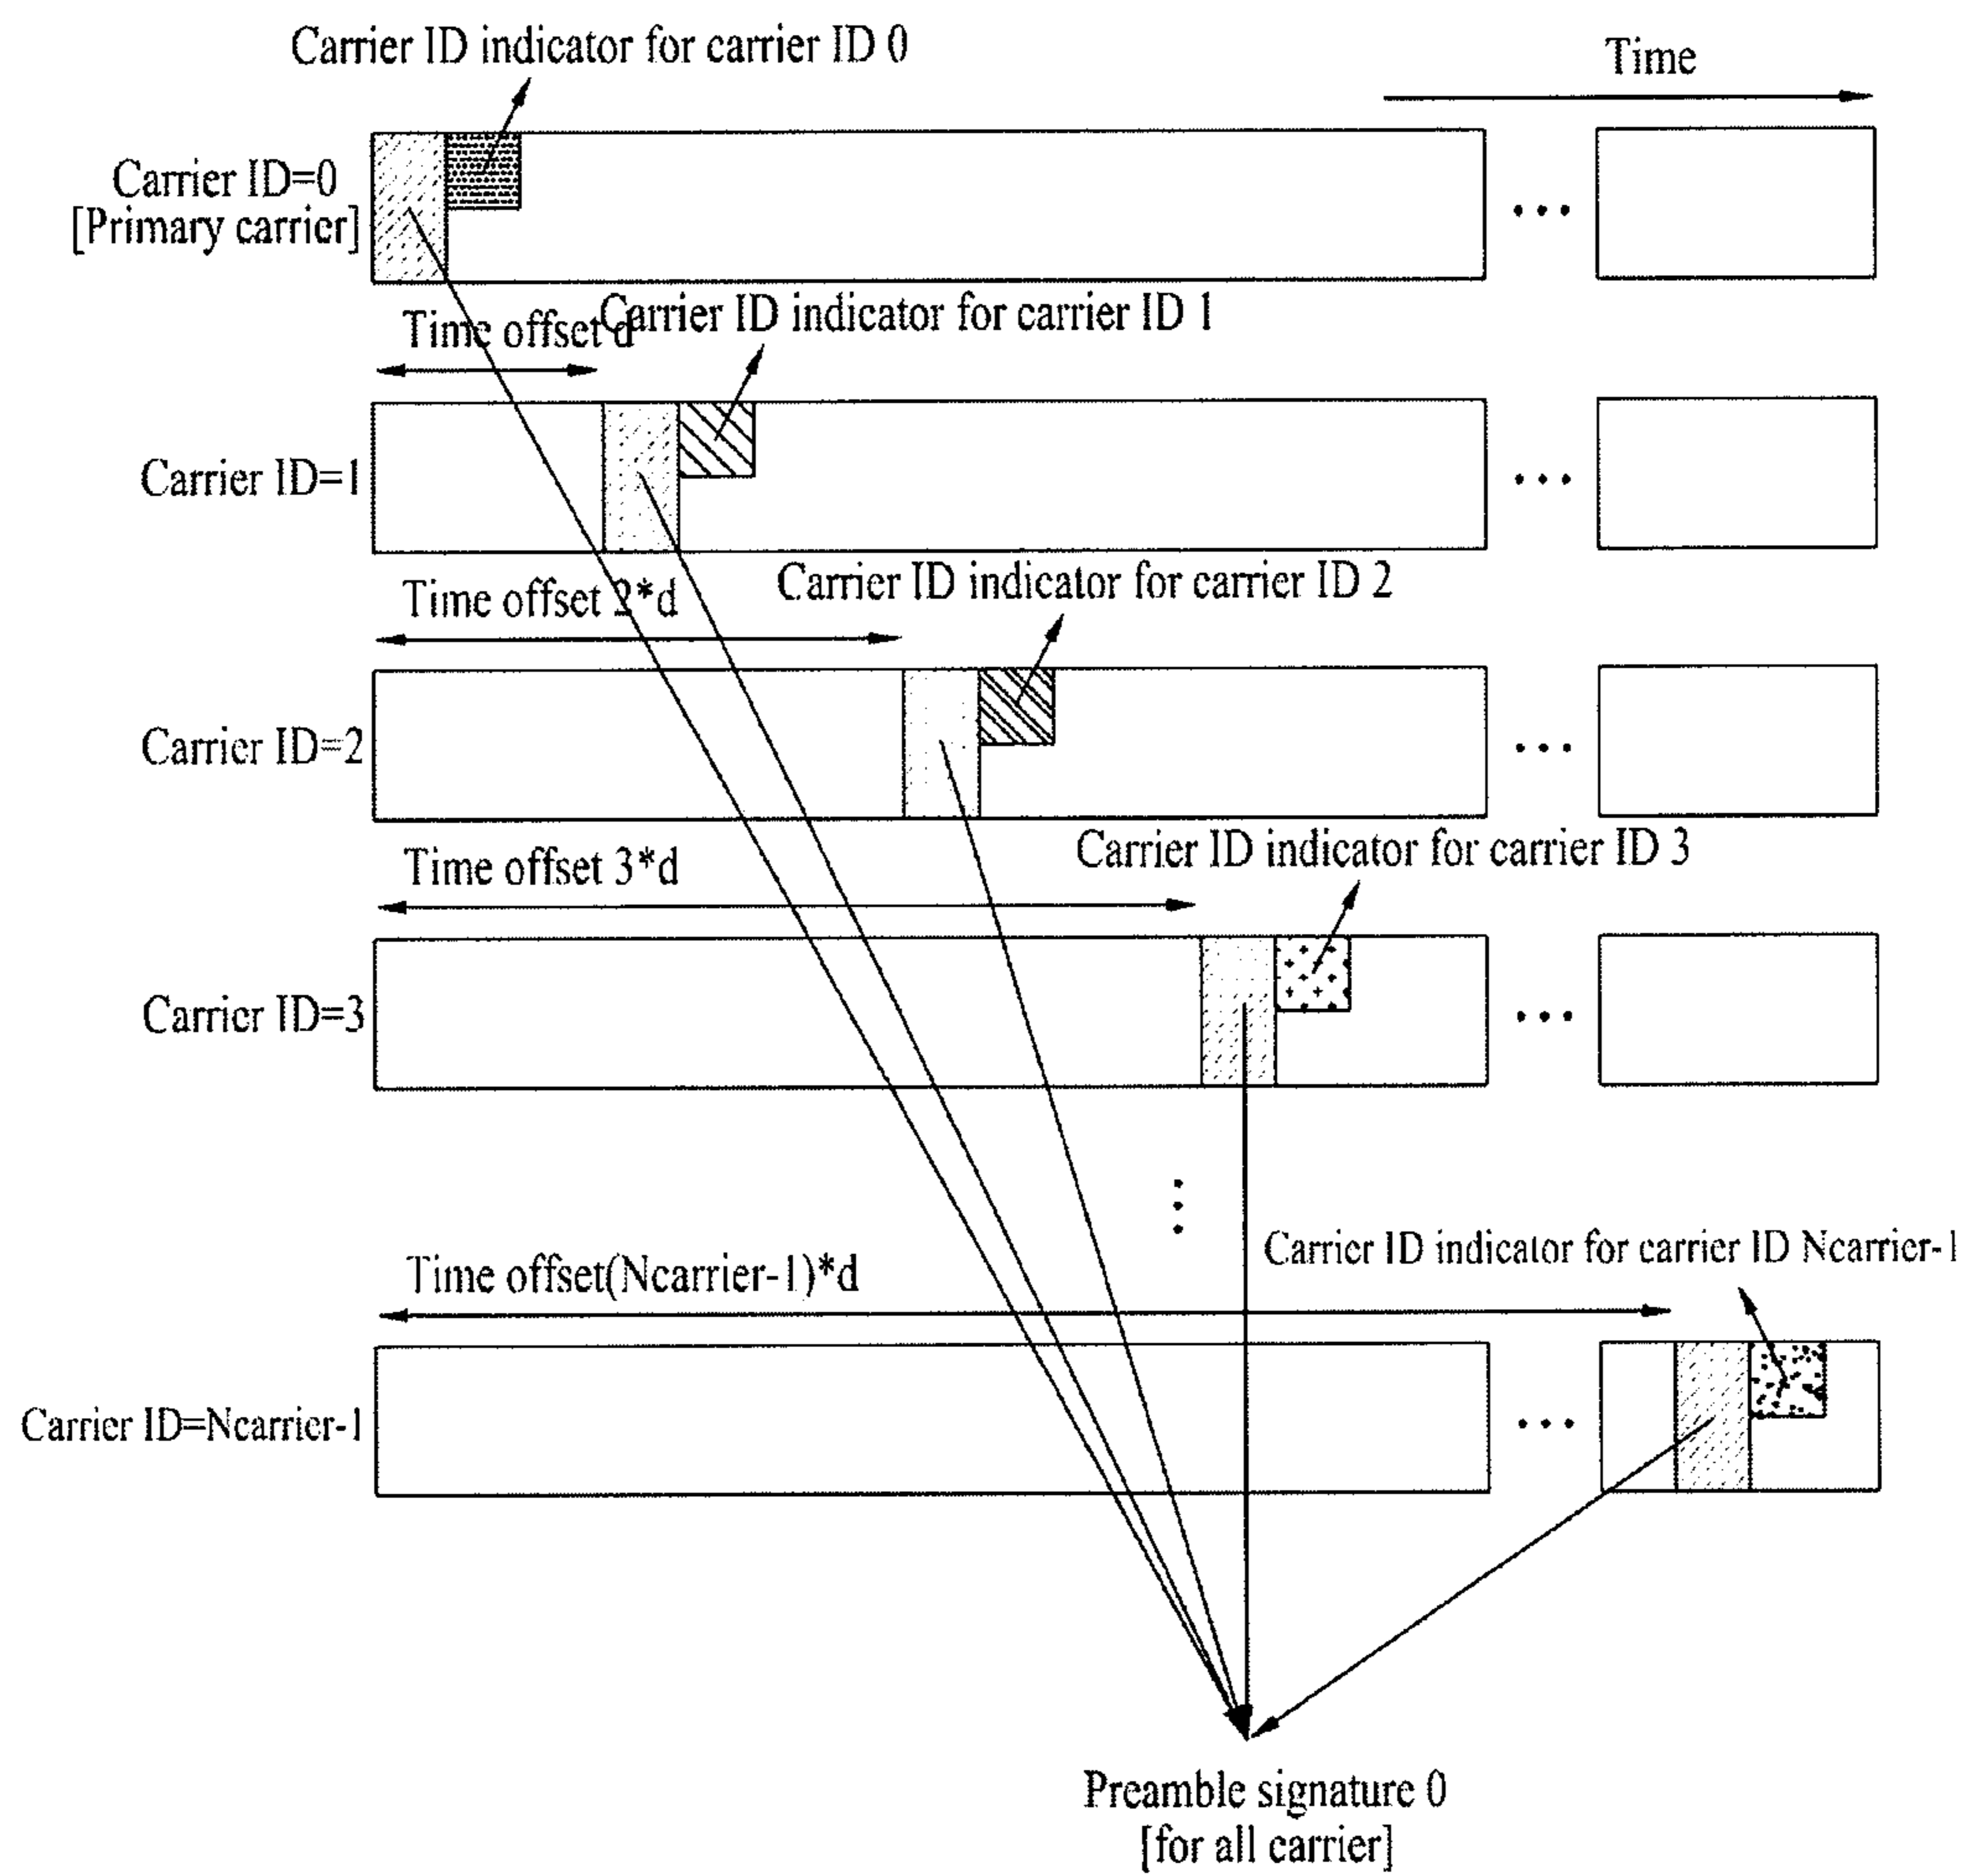 Carrier ID indicator for carrier ID 0
Time
Carrier ID=0
[Primary carrier]
Carrier ID indicator for carrier ID 1
Time offset d
Carrier ID=1
Carrier ID indicator for carrier ID 2
Time offset 2*d
Carrier ID=2
Carrier ID indicator for carrier ID 3
Time offset 3*d
Carrier ID=3
Carrier ID indicator for carrier ID Ncarrier-1
Time offset(Ncarrier-1)*d
Carrier ID=Ncarrier-1
Preamble signature 0
[for all carrier]